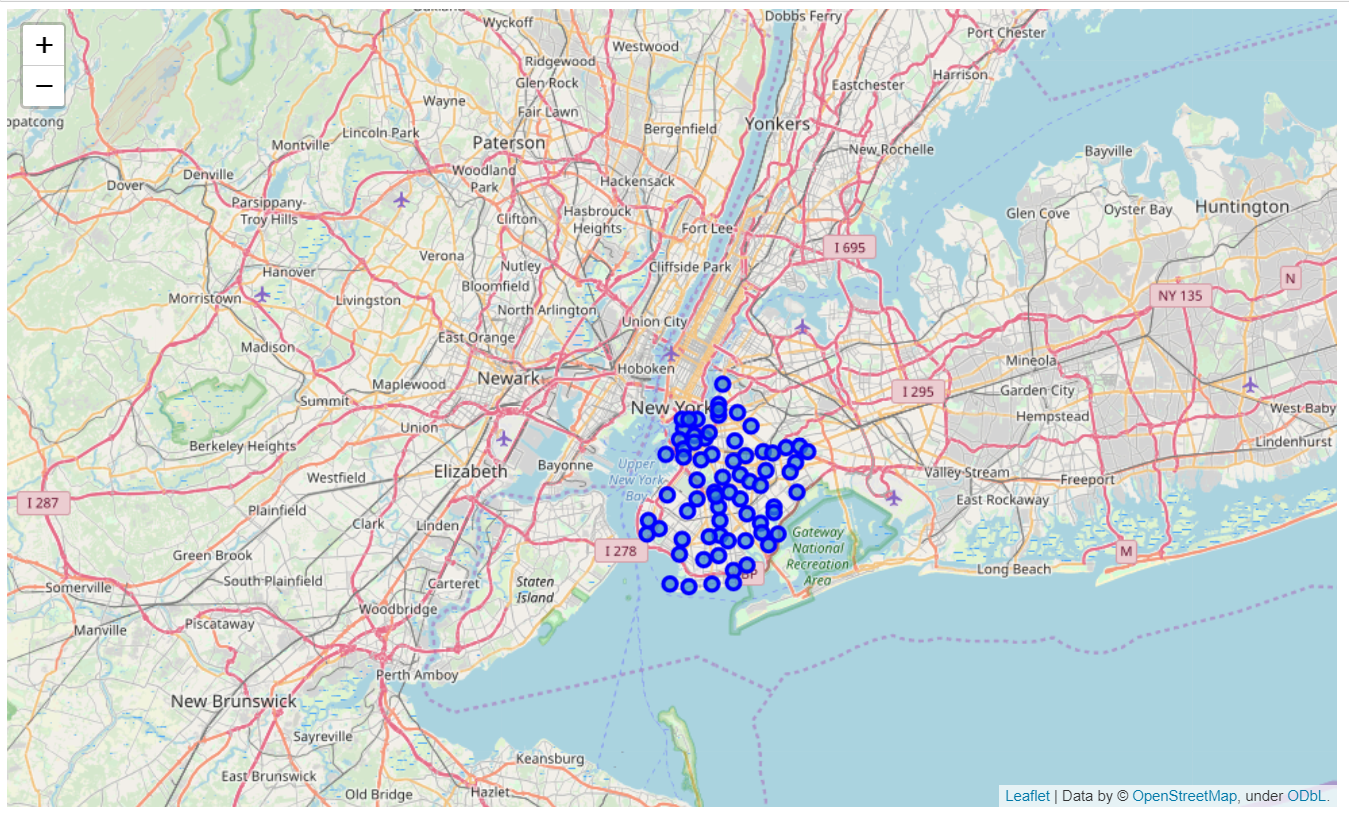 Wyckoff
Dobbs Ferry
Port Chester
+
Westwood
Ridgewood
Harrison
Glen Rock
Eastchester
−
Wayne
Fair Lawn
opatcong
Lincoln Park
Bergenfield
Yonkers
Montville
Paterson
New Rochelle
Bayville
Denville
Woodland
Park
Hackensack
Dover
Parsippany-
Troy Hills
Clifton
Hasbrouck
Heights
Fort Lee
Glen Cove
Oyster Bay
Huntington
I 695
Verona
Nutley
Cliffside Park
Hanover
Bloomfield
N
Morristown
Livingston
North Arlington
NY 135
Union City
East Orange
Madison
Mineola
Hoboken
Maplewood
Newark
I 295
Garden City
Summit
New York
Hempstead
West Baby
Union
Berkeley Heights
Lindenhurst
Elizabeth
Bayonne
Upper
New York
Bay
Valley Stream
Westfield
Freeport
I 287
East Rockaway
Plainfield
Clark
Linden
Gateway
National
Recreation
Area
Green Brook
I 278
M
Long Beach
South Plainfield
Carteret
Staten
Island
Somerville
Woodbridge
Piscataway
Manville
Perth Amboy
New Brunswick
Sayreville
Keansburg
East Brunswick
Old Bridge
Hazlet
Leaflet | Data by © OpenStreetMap, under ODbL.